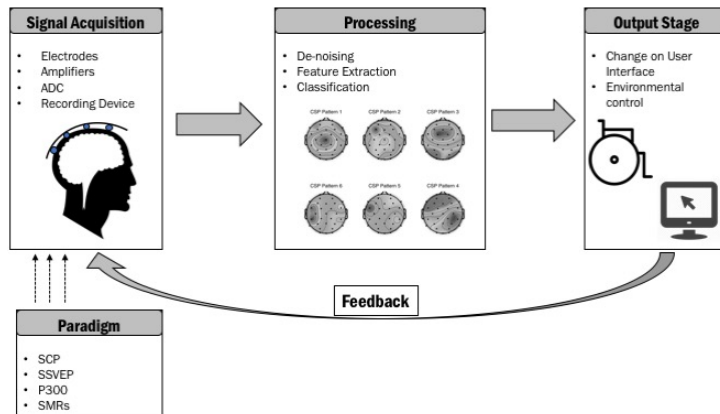 Signal Acquisition
• Electrodes
• Amplifiers
• ADC
• Recording Device
Processing
• De-noising
• Feature Extraction
• Classification
CSP Pattern 1
CSP Pattern 2
CSP Pattern 3
CSP Pattern 6
CSP Pattern 5
CSP Pattern 4
Output Stage
• Change on User
Interface
• Environmental
control
Feedback
Paradigm
• SCP
• SSVEP
• P300
• SMRs